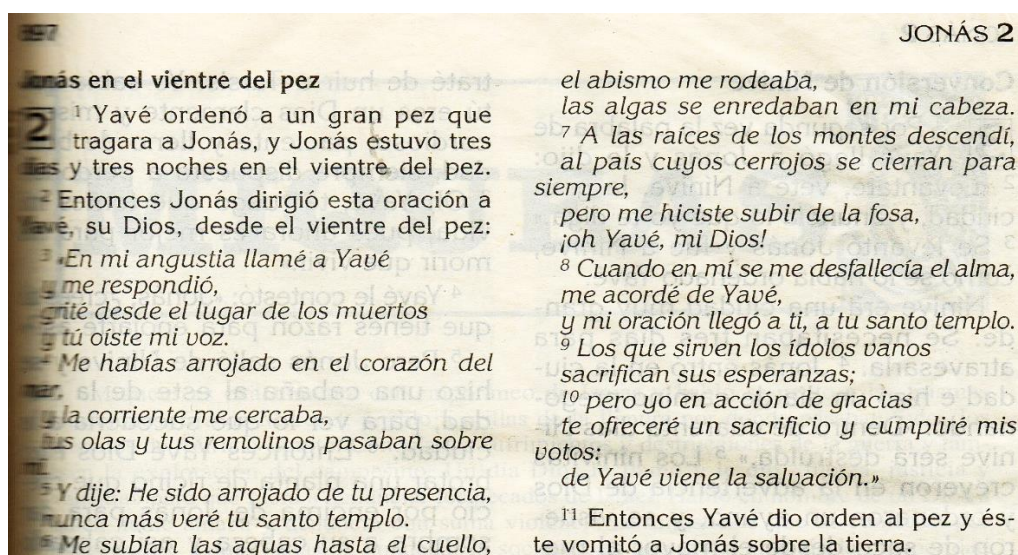 897
JONÁS 2
Jonás en el vientre del pez
2 1 Yavé ordenó a un gran pez que
tragara a Jonás, y Jonás estuvo tres
días y tres noches en el vientre del pez.
2 Entonces Jonás dirigió esta oración a
Yavé, su Dios, desde el vientre del pez:
3 «En mi angustia llamé a Yavé
y me respondió,
grité desde el lugar de los muertos
y tú oíste mi voz.
4 Me habías arrojado en el corazón del
mar,
y la corriente me cercaba,
tus olas y tus remolinos pasaban sobre
mí.
5 Y dije: He sido arrojado de tu presencia,
nunca más veré tu santo templo.
6 Me subían las aguas hasta el cuello,
el abismo me rodeaba,
las algas se enredaban en mi cabeza.
7 A las raíces de los montes descendí,
al país cuyos cerrojos se cierran para
siempre,
pero me hiciste subir de la fosa,
¡oh Yavé, mi Dios!
8 Cuando en mí se me desfallecía el alma,
me acordé de Yavé,
y mi oración llegó a ti, a tu santo templo.
9 Los que sirven los ídolos vanos
sacrifican sus esperanzas;
10 Pero yo en acción de gracias
te ofreceré un sacrificio y cumpliré mis
votos:
de Yavé viene la salvación.»
11 Entonces Yavé dio orden al pez y és-
te vomitó a Jonás sobre la tierra.